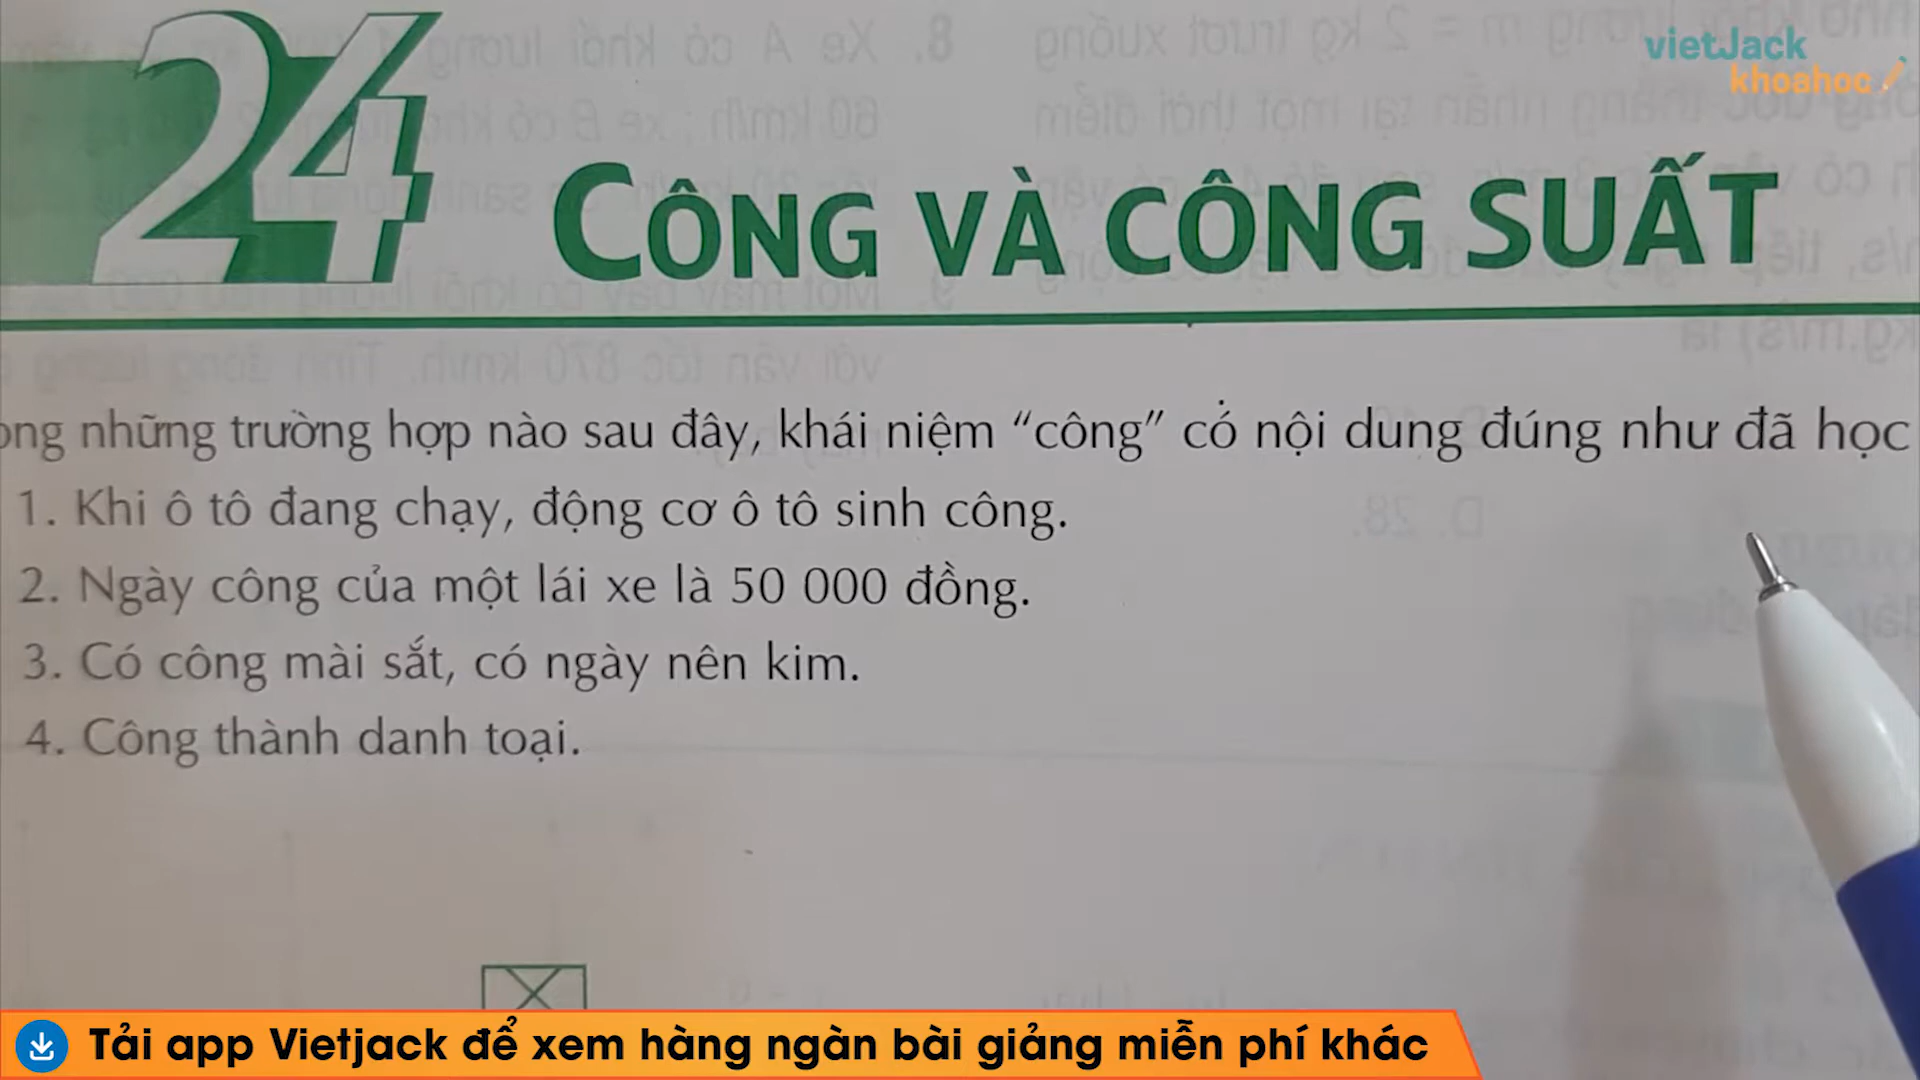 vietJack
khoahoc
24 CÔNG VÀ CÔNG SUẤT
những trường hợp nào sau đây, khái niệm “công” có nội dung đúng như đã học
1. Khi ô tô đang chạy, động cơ ô tô sinh công.
2. Ngày công của một lái xe là 50 000 đồng.
3. Có công mài sắt, có ngày nên kim.
4. Công thành danh toại.
Tải app Vietjack để xem hàng ngàn bài giảng miễn phí khác